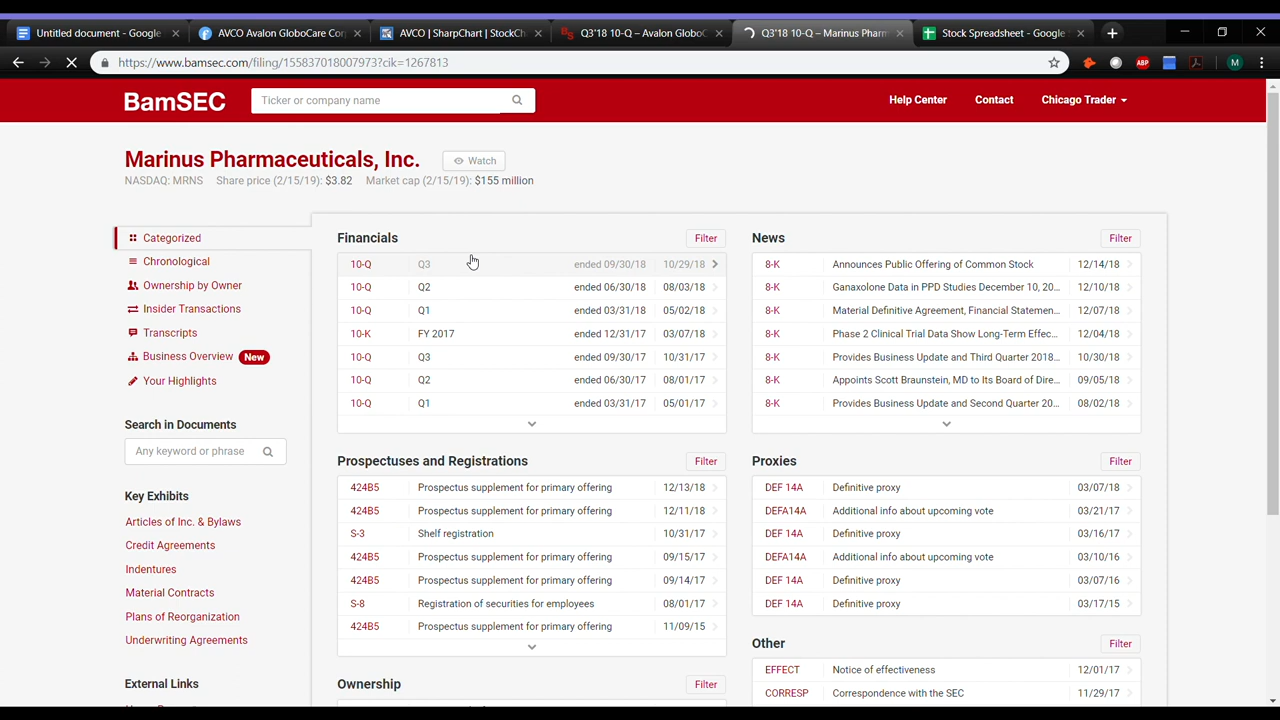 Untitled document - Google
AVCO Avalon GloboCare Cor
AVCO | SharpChart | StockCh
Q3'18 10-Q – Avalon GloboC
Q3'18 10-Q – Marinus Pharm
Stock Spreadsheet - Google
https://www.bamsec.com/filing/155837018007973?cik=1267813
ABP
M
BamSEC
Ticker or company name
Help Center
Contact
Chicago Trader
Marinus Pharmaceuticals, Inc.
Watch
NASDAQ: MRNS Share price (2/15/19): $3.82 Market cap (2/15/19): $155 million
Categorized
Chronological
Ownership by Owner
Insider Transactions
Transcripts
Business Overview New
Your Highlights
Search in Documents
Any keyword or phrase
Key Exhibits
Articles of Inc. & Bylaws
Credit Agreements
Indentures
Material Contracts
Plans of Reorganization
Underwriting Agreements
External Links
Financials Filter
10-Q Q3 ended 09/30/18 10/29/18
10-Q Q2 ended 06/30/18 08/03/18
10-Q Q1 ended 03/31/18 05/02/18
10-K FY 2017 ended 12/31/17 03/07/18
10-Q Q3 ended 09/30/17 10/31/17
10-Q Q2 ended 06/30/17 08/01/17
10-Q Q1 ended 03/31/17 05/01/17
Prospectuses and Registrations Filter
424B5 Prospectus supplement for primary offering 12/13/18
424B5 Prospectus supplement for primary offering 12/11/18
S-3 Shelf registration 10/31/17
424B5 Prospectus supplement for primary offering 09/15/17
424B5 Prospectus supplement for primary offering 09/14/17
S-8 Registration of securities for employees 08/01/17
424B5 Prospectus supplement for primary offering 11/09/15
Ownership Filter
News Filter
8-K Announces Public Offering of Common Stock 12/14/18
8-K Ganaxolone Data in PPD Studies December 10, 20... 12/10/18
8-K Material Definitive Agreement, Financial Statemen... 12/07/18
8-K Phase 2 Clinical Trial Data Show Long-Term Effec... 12/04/18
8-K Provides Business Update and Third Quarter 2018... 10/30/18
8-K Appoints Scott Braunstein, MD to Its Board of Dire... 09/05/18
8-K Provides Business Update and Second Quarter 20... 08/02/18
Proxies Filter
DEF 14A Definitive proxy 03/07/18
DEFA14A Additional info about upcoming vote 03/21/17
DEF 14A Definitive proxy 03/16/17
DEFA14A Additional info about upcoming vote 03/10/16
DEF 14A Definitive proxy 03/07/16
DEF 14A Definitive proxy 03/17/15
Other Filter
EFFECT Notice of effectiveness 12/01/17
CORRESP Correspondence with the SEC 11/29/17